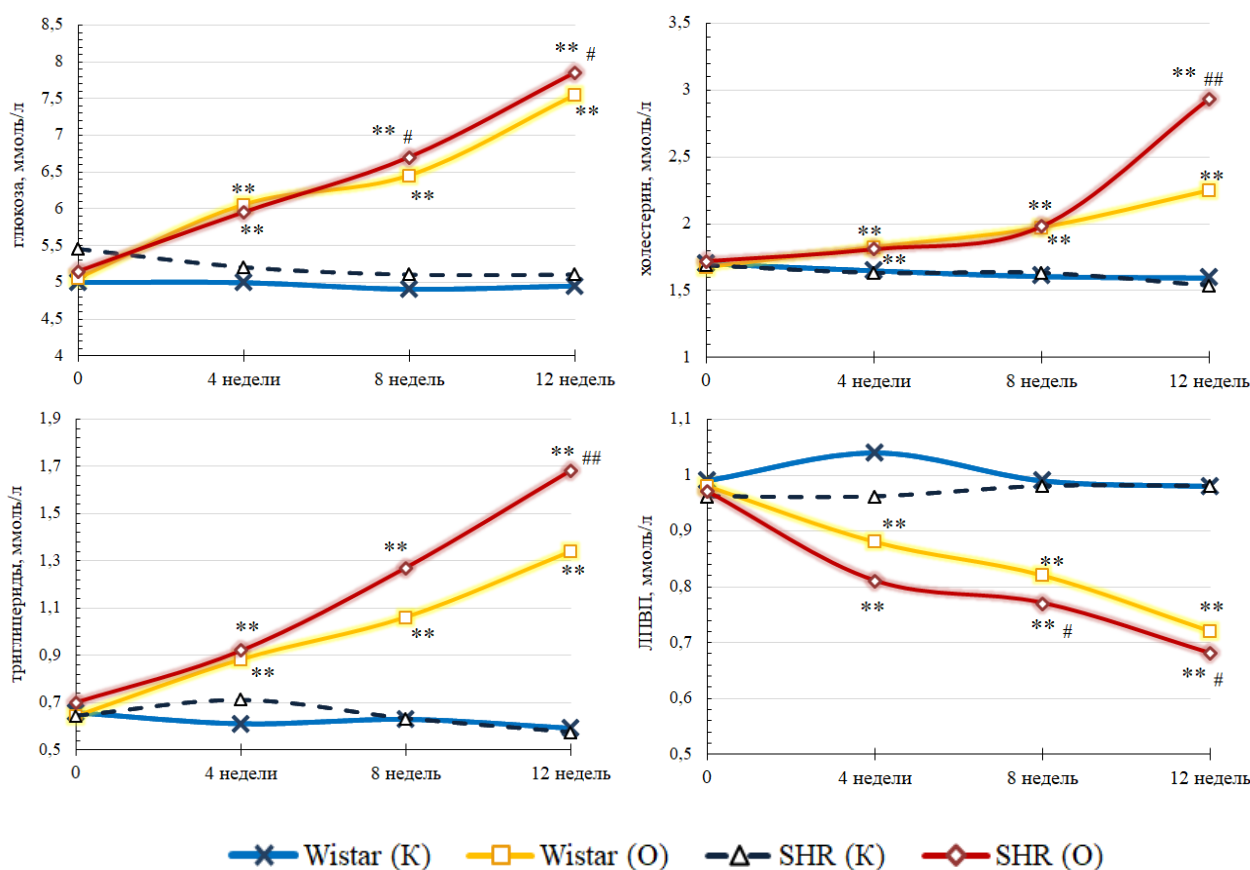 глюкоза, ммоль/л
8,5
8
7,5
7
6,5
6
5,5
5
4,5
4
** #
**
** #
**
**
**
0
4 недели
8 недель
12 недель
холестерин, ммоль/л
3,5
3
2,5
2
1,5
1
** ##
**
**
**
**
**
0
4 недели
8 недель
12 недель
триглицериды, ммоль/л
1,9
1,7
1,5
1,3
1,1
0,9
0,7
0,5
** ##
**
**
**
**
**
0
4 недели
8 недель
12 недель
ЛПВП, ммоль/л
1,1
1
0,9
0,8
0,7
0,6
0,5
**
**
**
**
** #
** #
0
4 недели
8 недель
12 недель
Wistar (К)
Wistar (О)
SHR (К)
SHR (О)